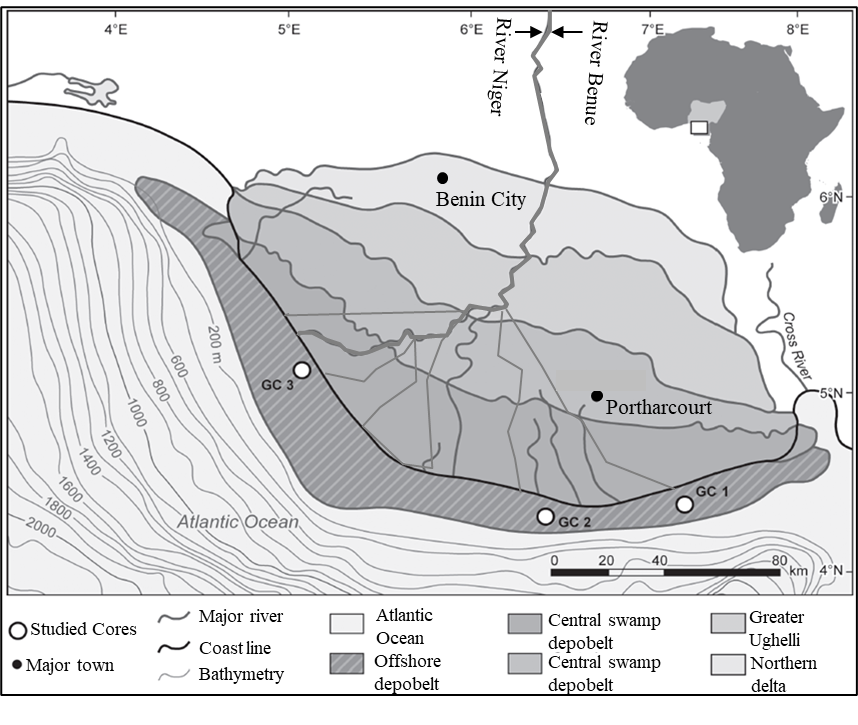 4°E
5°E
6°E
7°E
8°E
River Niger
River Benue
Benin City
6°N
Cross River
200 m
600
800
1000
1200
1400
1600
1800
2000
GC 3
5°N
Portharcourt
GC 1
GC 2
Atlantic Ocean
0 20 40 80 km
4°N
Studied Cores
Major town
Major river
Coast line
Bathymetry
Atlantic
Ocean
Offshore
depobelt
Central swamp
depobelt
Central swamp
depobelt
Greater
Ughelli
Northern
delta